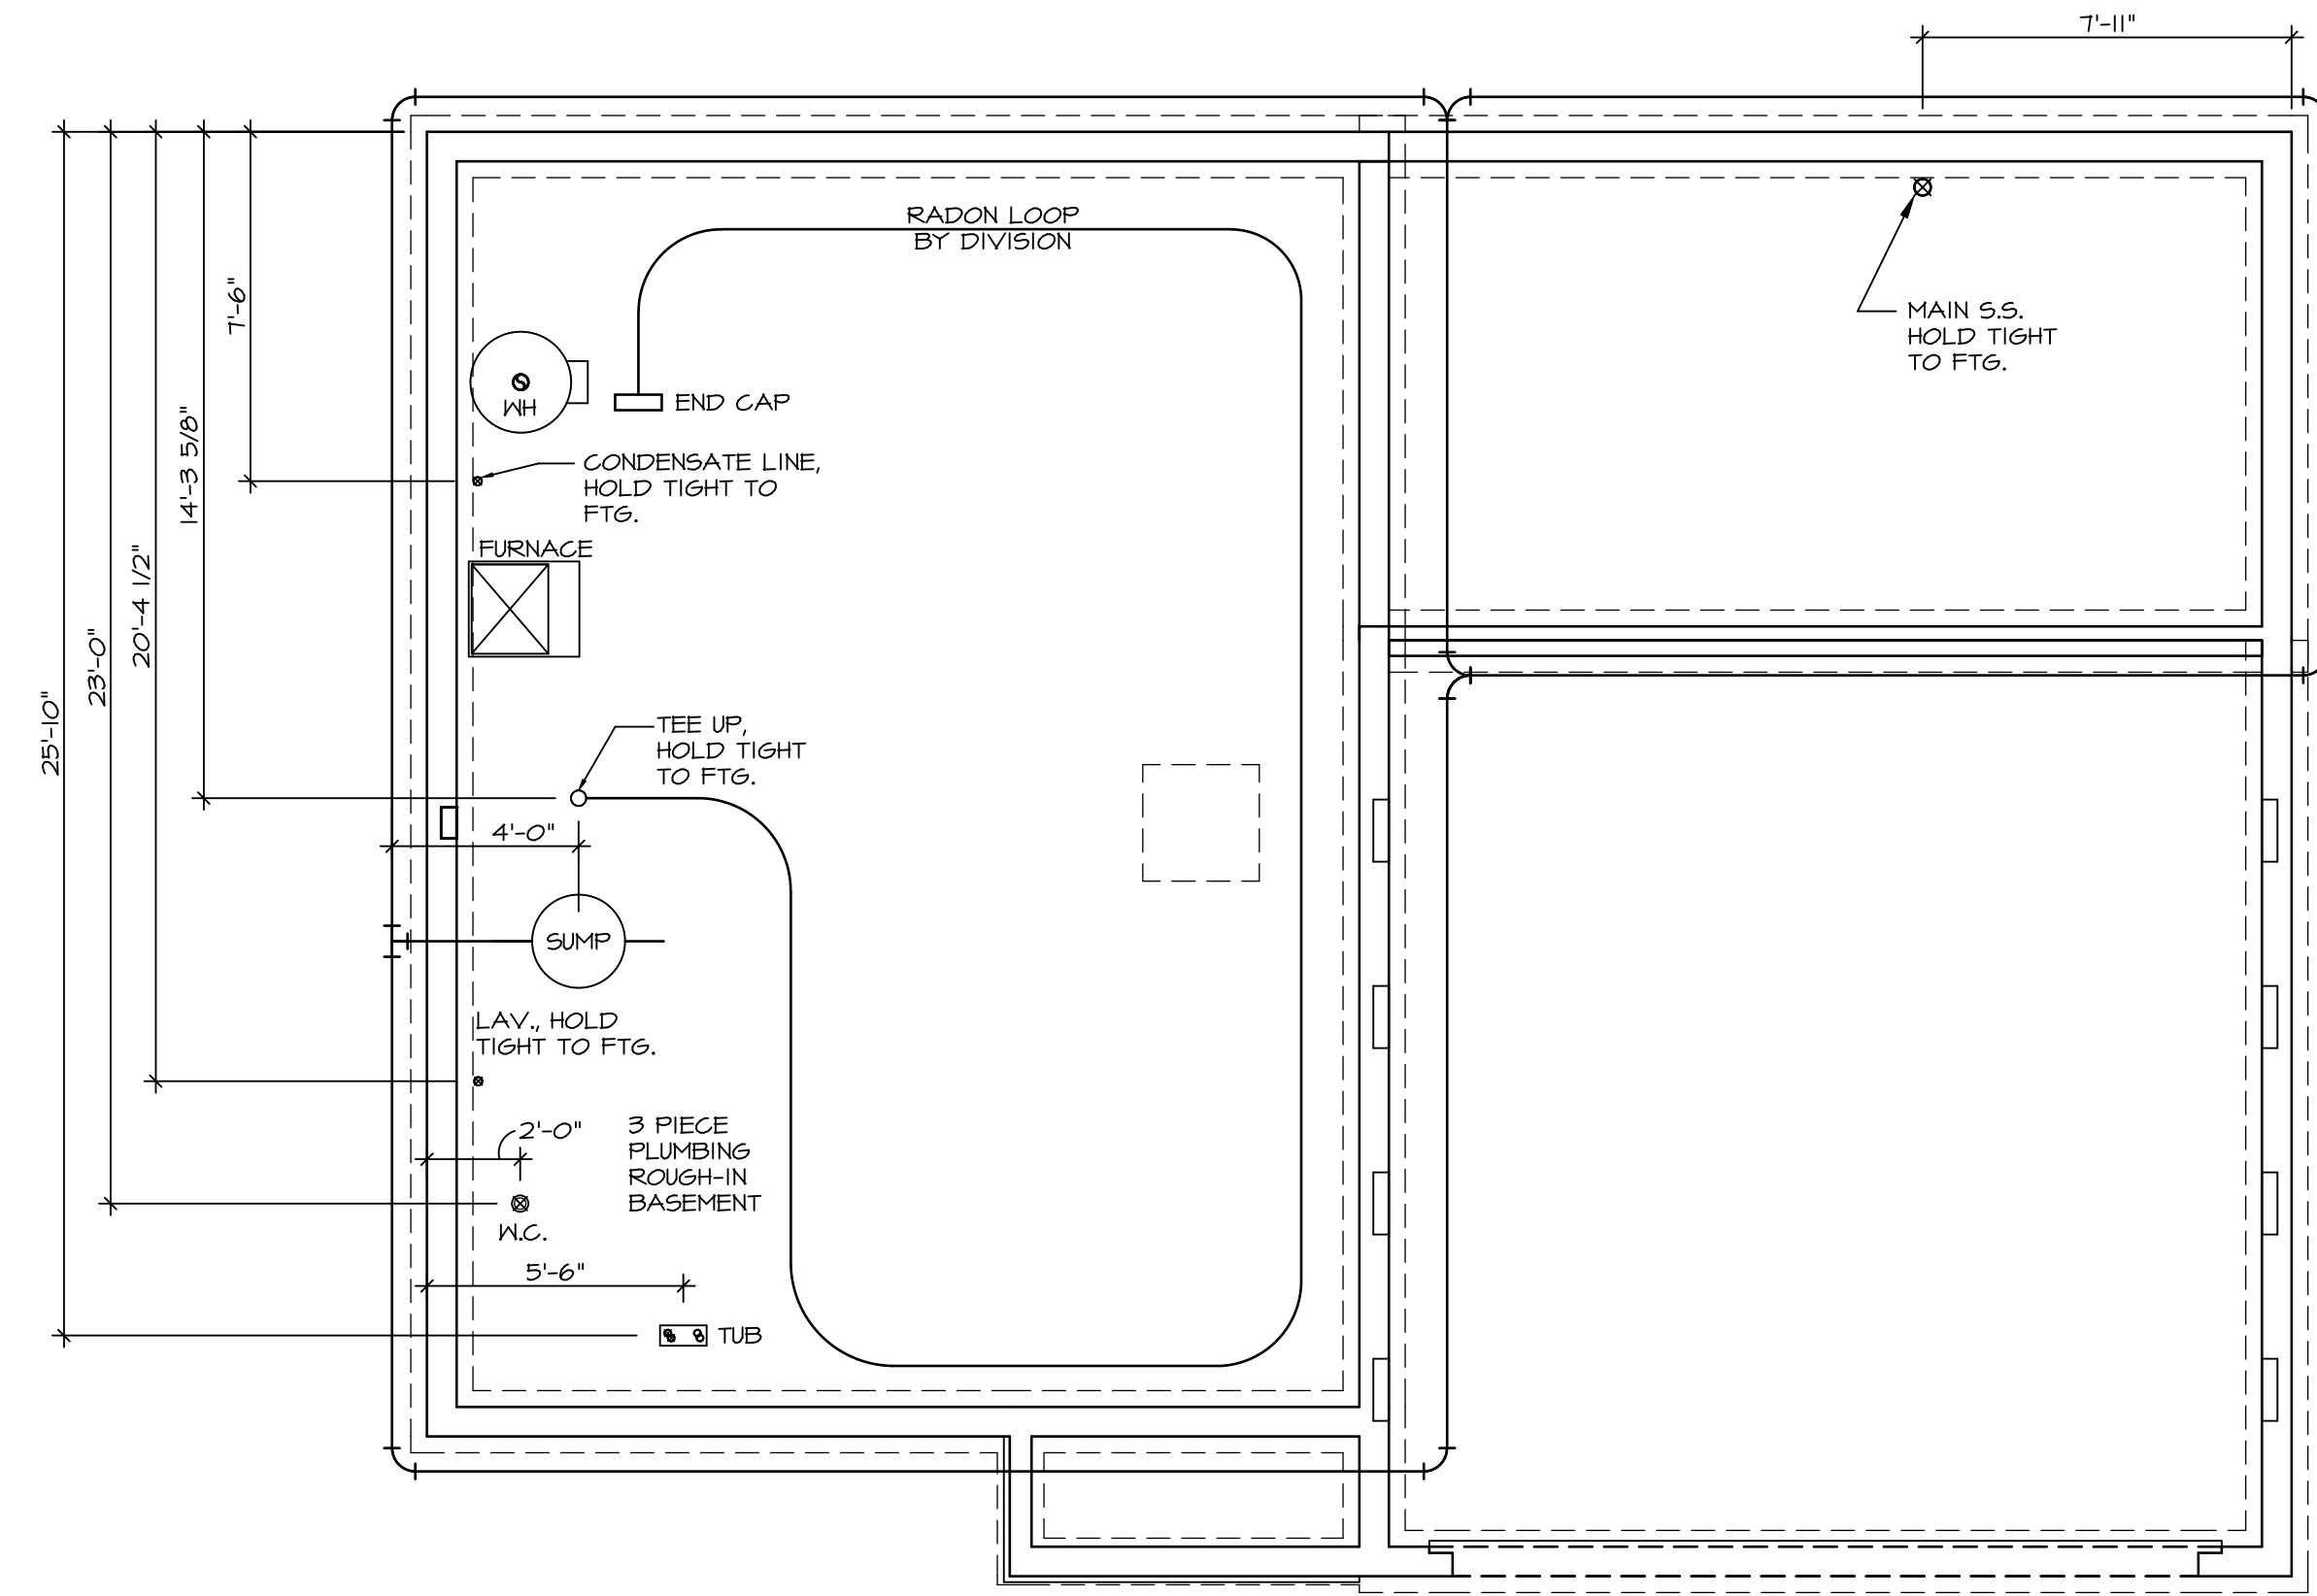 7'-11"
RADON LOOP
BY DIVISION
7'-6"
MAIN S.S.
HOLD TIGHT
TO FTG.
WH
END CAP
14'-3 5/8"
CONDENSATE LINE,
HOLD TIGHT TO
FTG.
FURNACE
20'-4 1/2"
23'-0"
25'-10"
TEE UP,
HOLD TIGHT
TO FTG.
4'-0"
SUMP
LAV., HOLD
TIGHT TO FTG.
2'-0"
3 PIECE
PLUMBING
ROUGH-IN
BASEMENT
W.C.
5'-6"
TUB